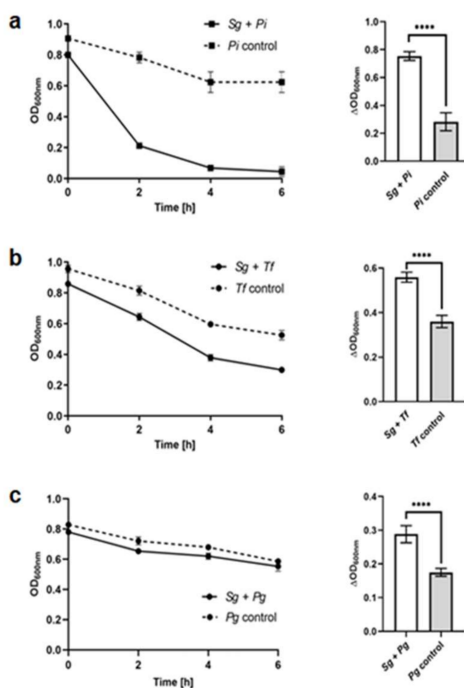 a
OD600nm
1.0
0.8
0.6
0.4
0.2
0.0
0
2
4
6
Time [h]
Sg + Pi
Pi control
ΔOD600nm
1.0
0.8
0.6
0.4
0.2
0.0
****
Sg + Pi
Pi control
b
OD600nm
1.0
0.8
0.6
0.4
0.2
0.0
0
2
4
6
Time [h]
Sg + Tf
Tf control
ΔOD600nm
0.6
0.4
0.2
0.0
****
Sg + Tf
Tf control
c
OD600nm
1.0
0.8
0.6
0.4
0.2
0.0
0
2
4
6
Time [h]
Sg + Pg
Pg control
ΔOD600nm
0.4
0.3
0.2
0.1
0.0
****
Sg + Pg
Pg control